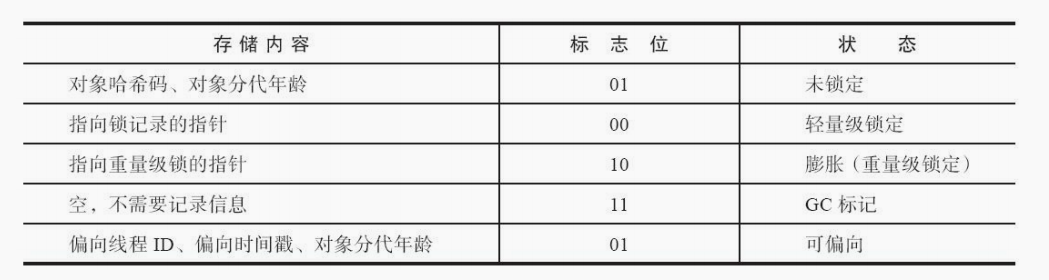 存储内容 标志位 状态
对象哈希码、对象分代年龄 01 未锁定
指向锁记录的指针 00 轻量级锁定
指向重量级锁的指针 10 膨胀（重量级锁定）
空，不需要记录信息 11 GC 标记
偏向线程 ID、偏向时间戳、对象分代年龄 01 可偏向